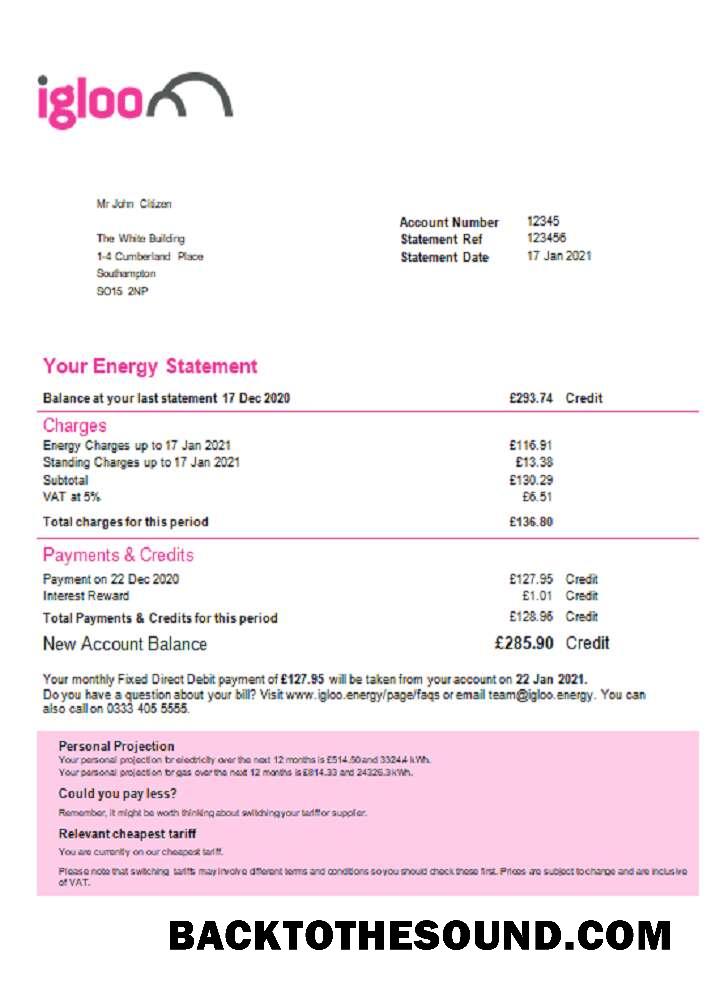 igloo
Mr John Citizen
The White Building
1-4 Cumberland Place
Southampton
SO15 2NP
Account Number 12345
Statement Ref 123456
Statement Date 17 Jan 2021
Your Energy Statement
Balance at your last statement 17 Dec 2020 £293.74 Credit
Charges
Energy Charges up to 17 Jan 2021 £116.91
Standing Charges up to 17 Jan 2021 £13.38
Subtotal £130.29
VAT at 5% £6.51
Total charges for this period £136.80
Payments & Credits
Payment on 22 Dec 2020 £127.95 Credit
Interest Reward £1.01 Credit
Total Payments & Credits for this period £128.96 Credit
New Account Balance £285.90 Credit
Your monthly Fixed Direct Debit payment of £127.95 will be taken from your account on 22 Jan 2021.
Do you have a question about your bill? Visit www.igloo.energy/page/faqs or email team@igloo.energy. You can
also call on 0333 405 5555.
Personal Projection
Your personal projection for electricity over the next 12 months is £514.50 and 3324.4 kWh.
Your personal projection for gas over the next 12 months is £814.33 and 24326.3 kWh.
Could you pay less?
Remember, it might be worth thinking about switching your tariff or supplier.
Relevant cheapest tariff
You are currently on our cheapest tariff.
Please note that switching tariffs may involve different terms and conditions so you should check these first. Prices are subject to change and are inclusive
of VAT.
BACKTOTHESOUND.COM